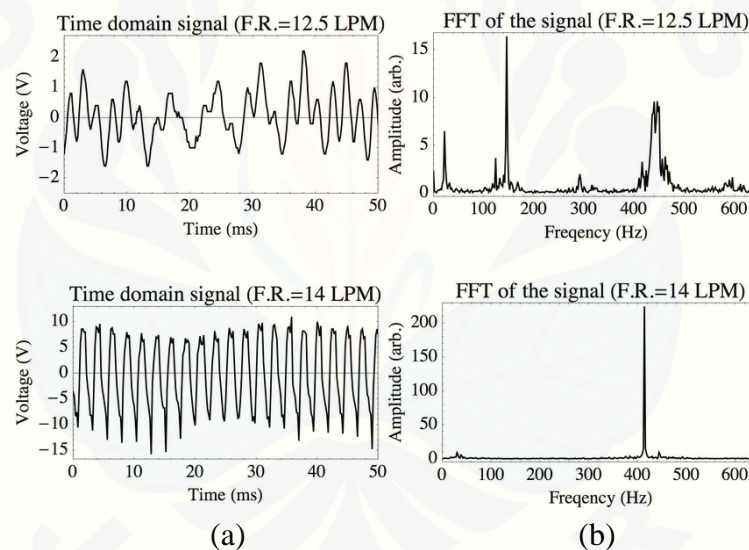 Time domain signal (F.R.=12.5 LPM)
Voltage (V)
2
1
0
−1
−2
0 10 20 30 40 50
Time (ms)
FFT of the signal (F.R.=12.5 LPM)
Amplitude (arb.)
15
10
5
0
0 100 200 300 400 500 600
Freqency (Hz)
Time domain signal (F.R.=14 LPM)
Voltage (V)
10
5
0
−5
−10
−15
0 10 20 30 40 50
Time (ms)
FFT of the signal (F.R.=14 LPM)
Amplitude (arb.)
200
150
100
50
0
0 100 200 300 400 500 600
Freqency (Hz)
(a) (b)